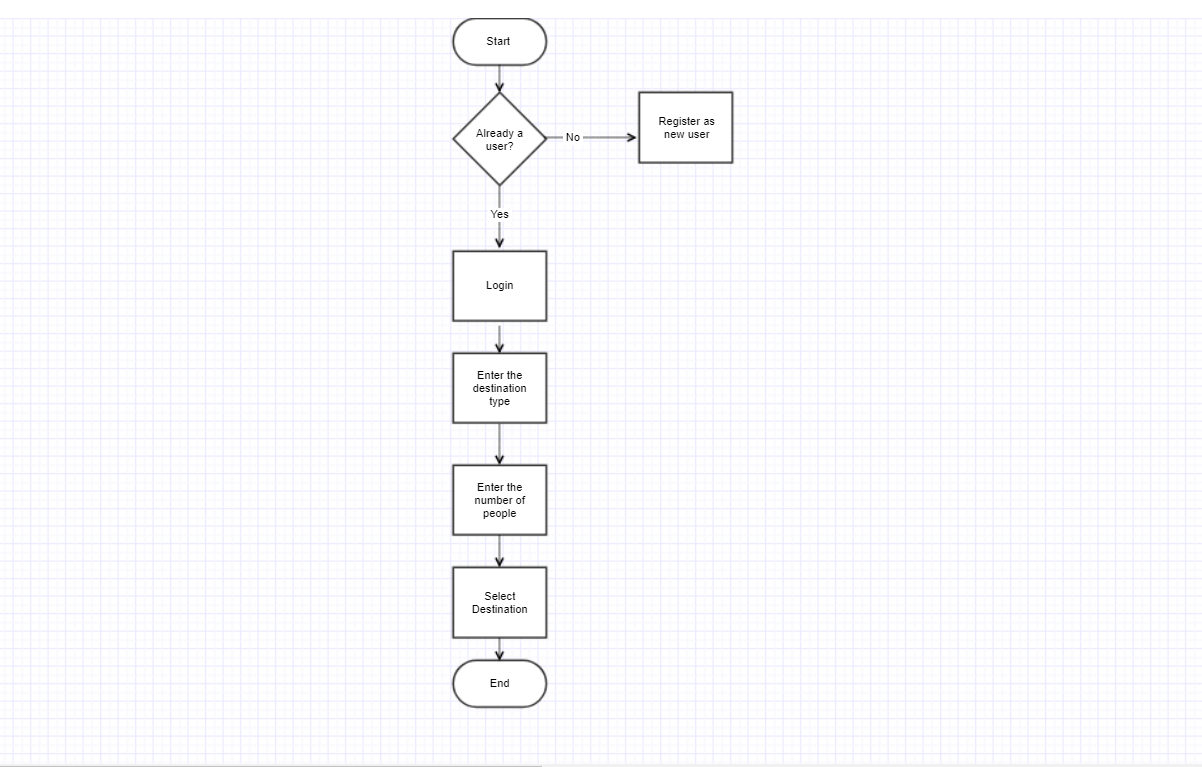 Start
Already a
user?
No
Register as
new user
Yes
Login
Enter the
destination
type
Enter the
number of
people
Select
Destination
End